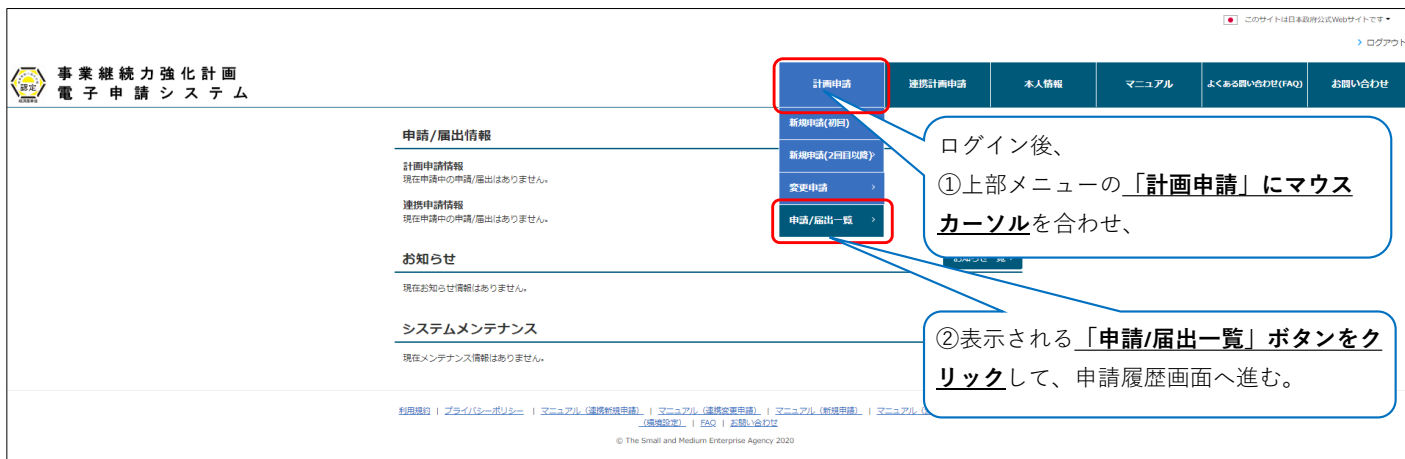 このサイトは日本政府公式Webサイトです
ログアウト
認定
事業継続力強化計画
電子申請システム
計画申請
連携計画申請
本人情報
マニュアル
よくある問い合わせ(FAQ)
お問い合わせ
新規申請(初回)
新規申請(2回目以降)
変更申請
申請/届出一覧
申請/届出情報
計画申請情報
現在申請中の申請/届出はありません。
連携申請情報
現在申請中の申請/届出はありません。
お知らせ
お知らせ一覧
現在お知らせ情報はありません。
システムメンテナンス
現在メンテナンス情報はありません。
ログイン後、
①上部メニューの「計画申請」にマウス
カーソルを合わせ、
②表示される「申請/届出一覧」ボタンをク
リックして、申請履歴画面へ進む。
利用規約 | プライバシーポリシー | マニュアル（連携新規申請） | マニュアル（連携変更申請） | マニュアル（新規申請） | マニュアル
（環境設定） | FAQ | お問い合わせ
© The Small and Medium Enterprise Agency 2020